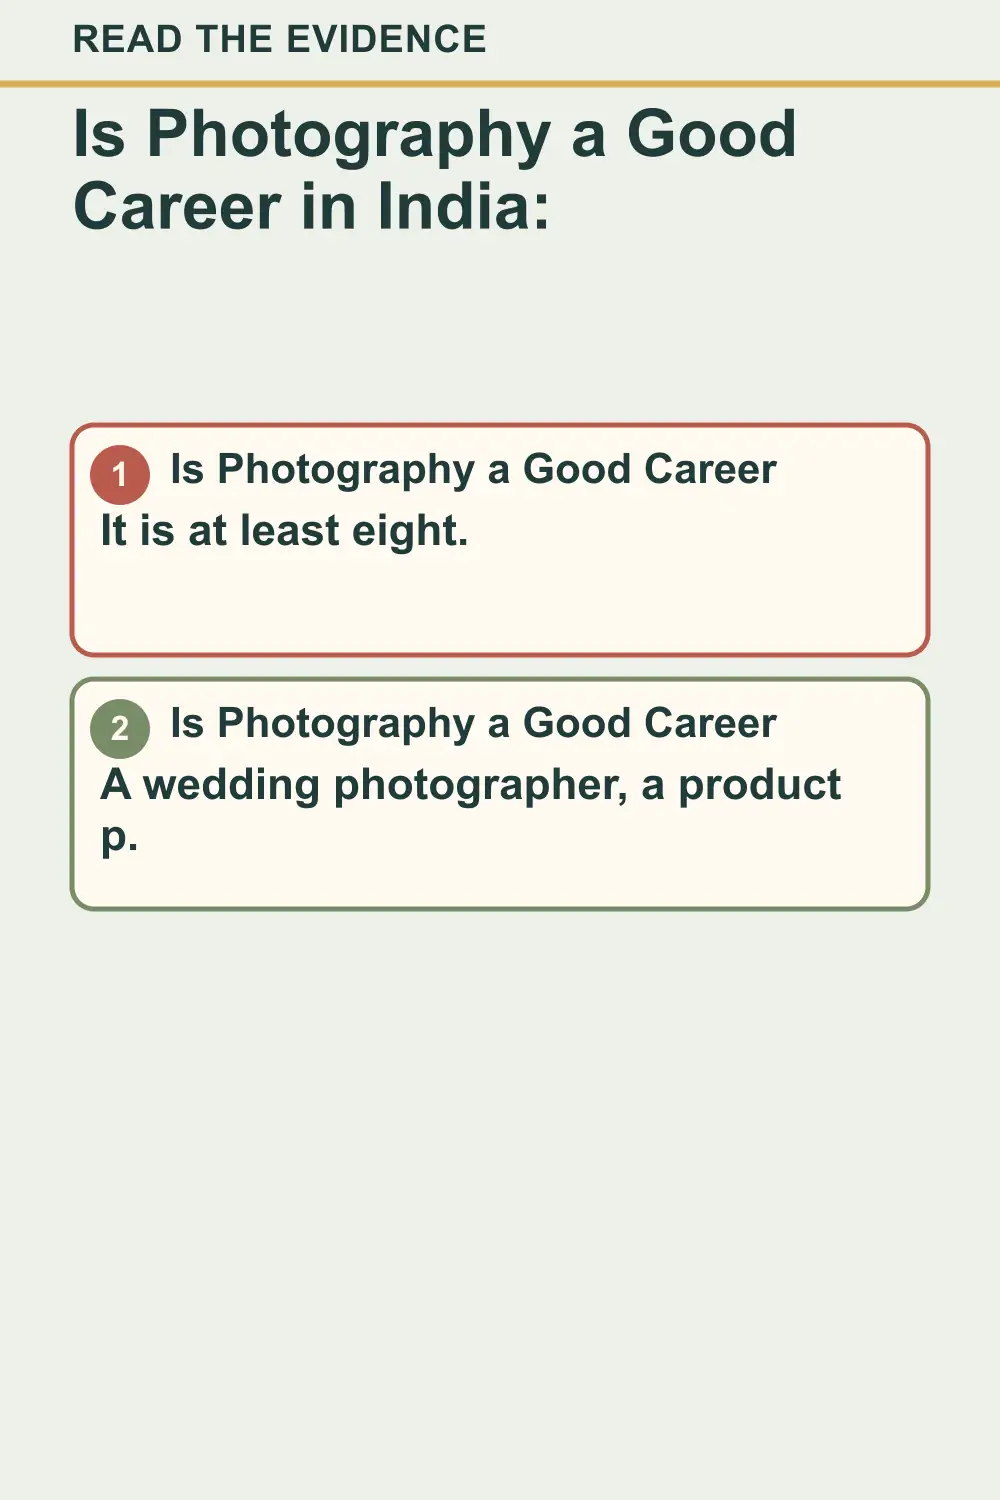 READ THE EVIDENCE
Is Photography a Good
Career in India:
1 Is Photography a Good Career
It is at least eight.
2 Is Photography a Good Career
A wedding photographer, a product
p.